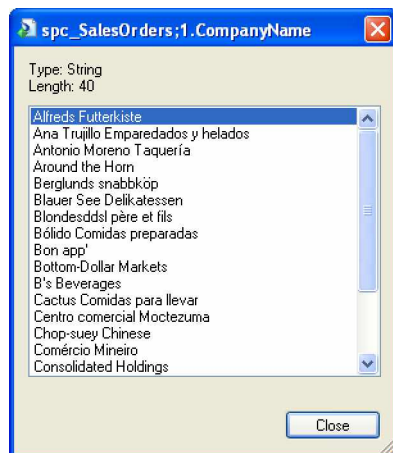 spc_SalesOrders;1.CompanyName
Type: String
Length: 40
Alfreds Futterkiste
Ana Trujillo Emparedados y helados
Antonio Moreno Taquería
Around the Horn
Berglunds snabbköp
Blauer See Delikatessen
Blondesddsl père et fils
Bólido Comidas preparadas
Bon app'
Bottom-Dollar Markets
B's Beverages
Cactus Comidas para llevar
Centro comercial Moctezuma
Chop-suey Chinese
Comércio Mineiro
Consolidated Holdings
Close